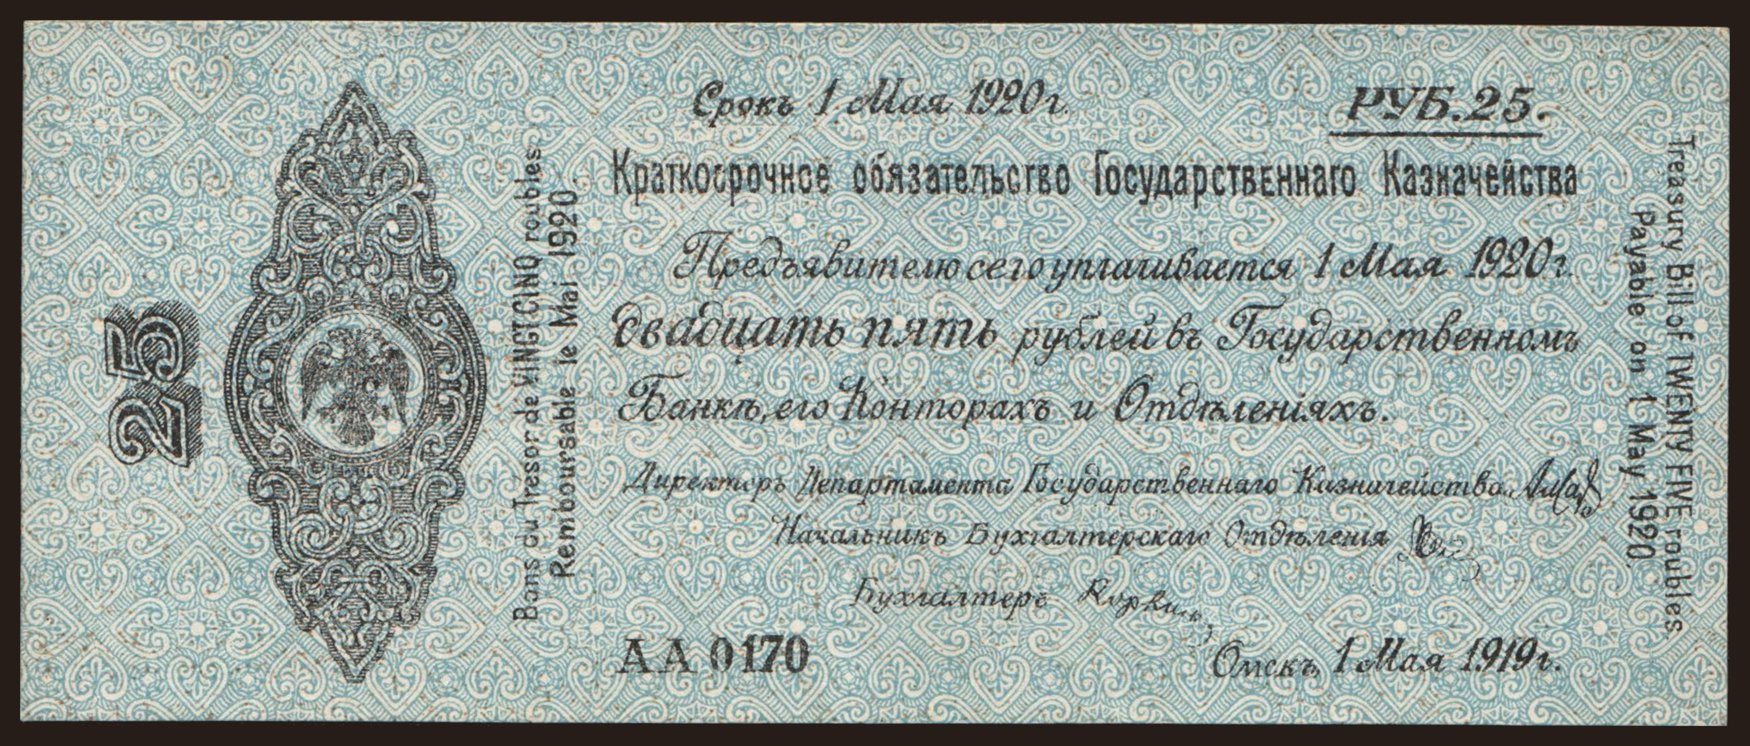 25
Bons du Tresor de VINGT CINQ roubles
Remboursable le Mai 1920
Срокъ 1 Мая 1920 г.
РУБ. 25.
Краткосрочное обязательство Государственнаго Казначейства
Предъявителю сего уплачивается 1 Мая 1920 г.
двадцать пять рублей въ Государственномъ
Банкѣ, его Конторахъ и Отдѣленіяхъ.
Директоръ Департамента Государственнаго Казначейства
Начальникъ Бухгалтерскаго Отдѣленія
Бухгалтеръ
АА 0170
Омскъ, 1 Мая 1919 г.
Treasury Bill of TWENTY FIVE roubles.
Payable on 1 May 1920.